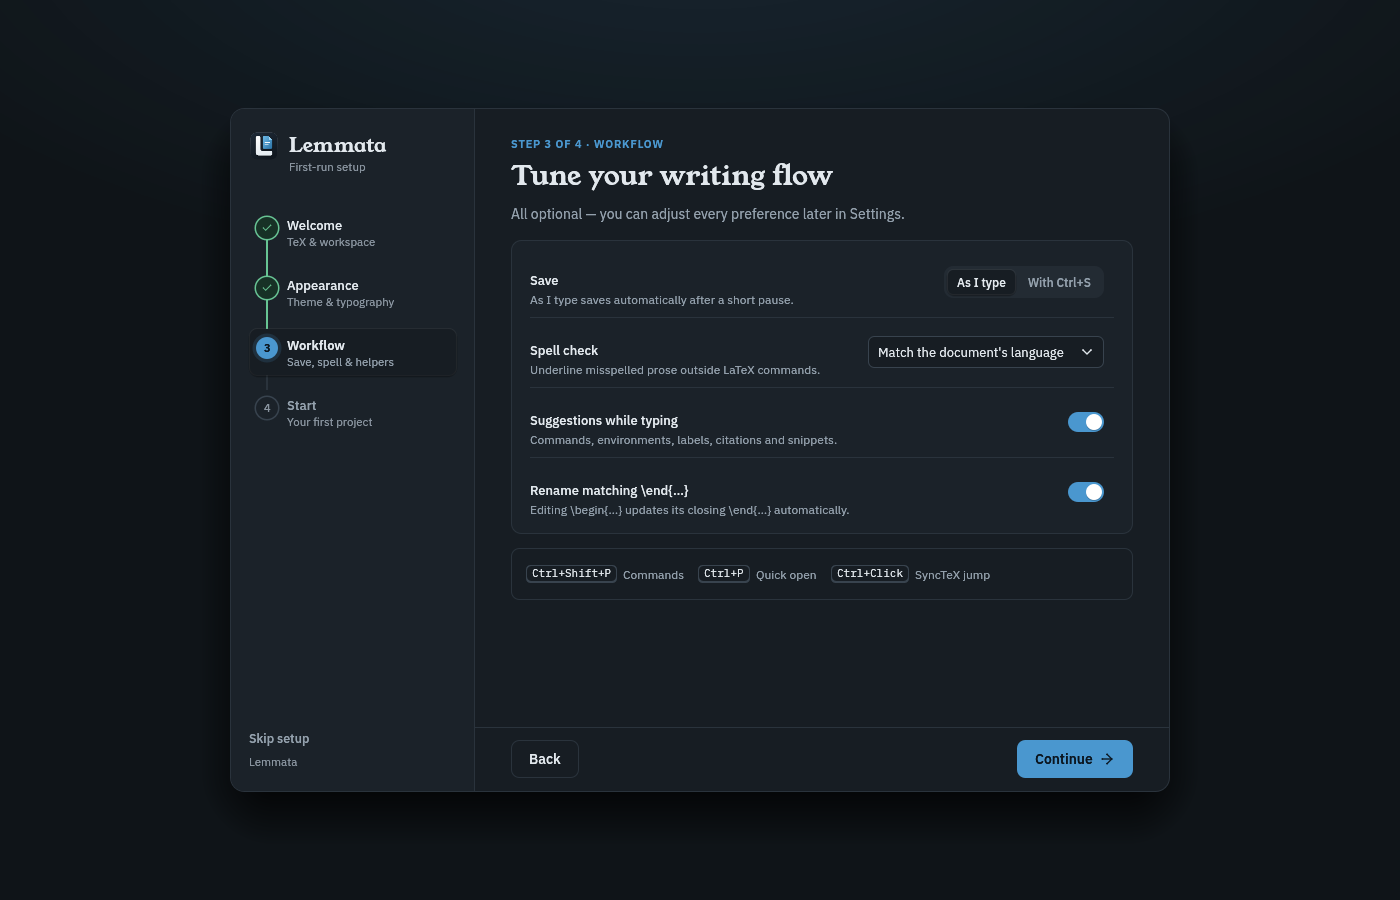 Lemmata
First-run setup
Welcome
TeX & workspace
Appearance
Theme & typography
3
Workflow
Save, spell & helpers
4
Start
Your first project
Skip setup
Lemmata
STEP 3 OF 4 · WORKFLOW
Tune your writing flow
All optional — you can adjust every preference later in Settings.
Save
As I type saves automatically after a short pause.
As I type With Ctrl+S
Spell check
Underline misspelled prose outside LaTeX commands.
Match the document's language
Suggestions while typing
Commands, environments, labels, citations and snippets.
Rename matching \end{…}
Editing \begin{…} updates its closing \end{…} automatically.
Ctrl+Shift+P Commands Ctrl+P Quick open Ctrl+Click SyncTeX jump
Back
Continue →